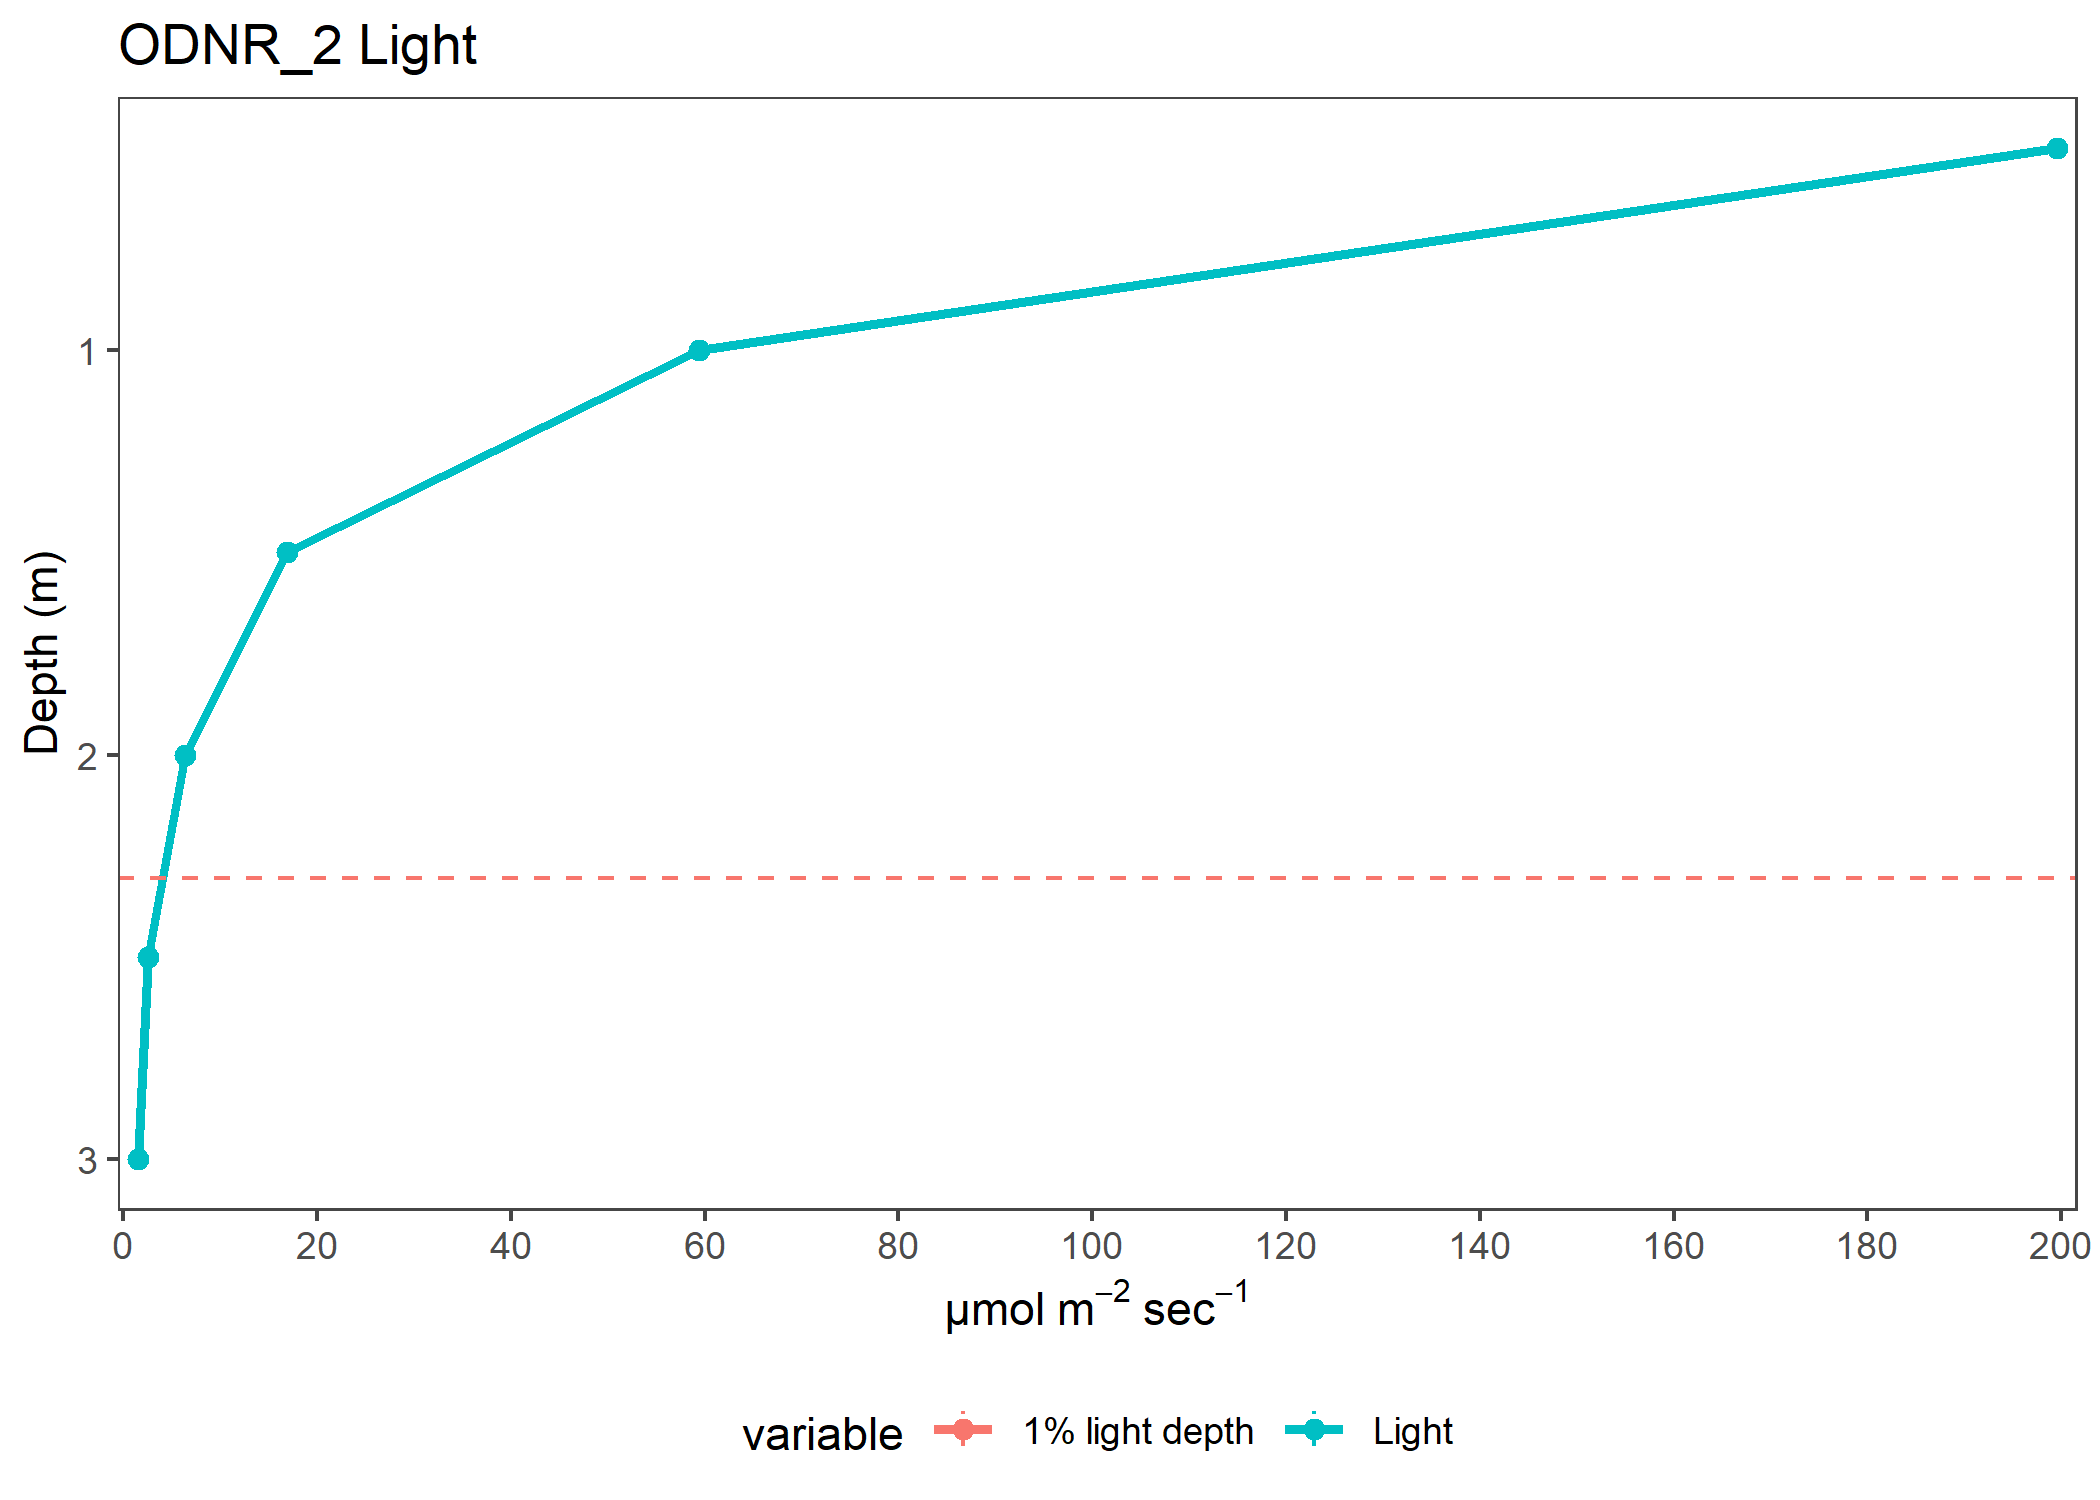 ODNR_2 Light
Depth (m)
1
2
3
0 20 40 60 80 100 120 140 160 180 200
µmol m⁻² sec⁻¹
variable 1% light depth Light